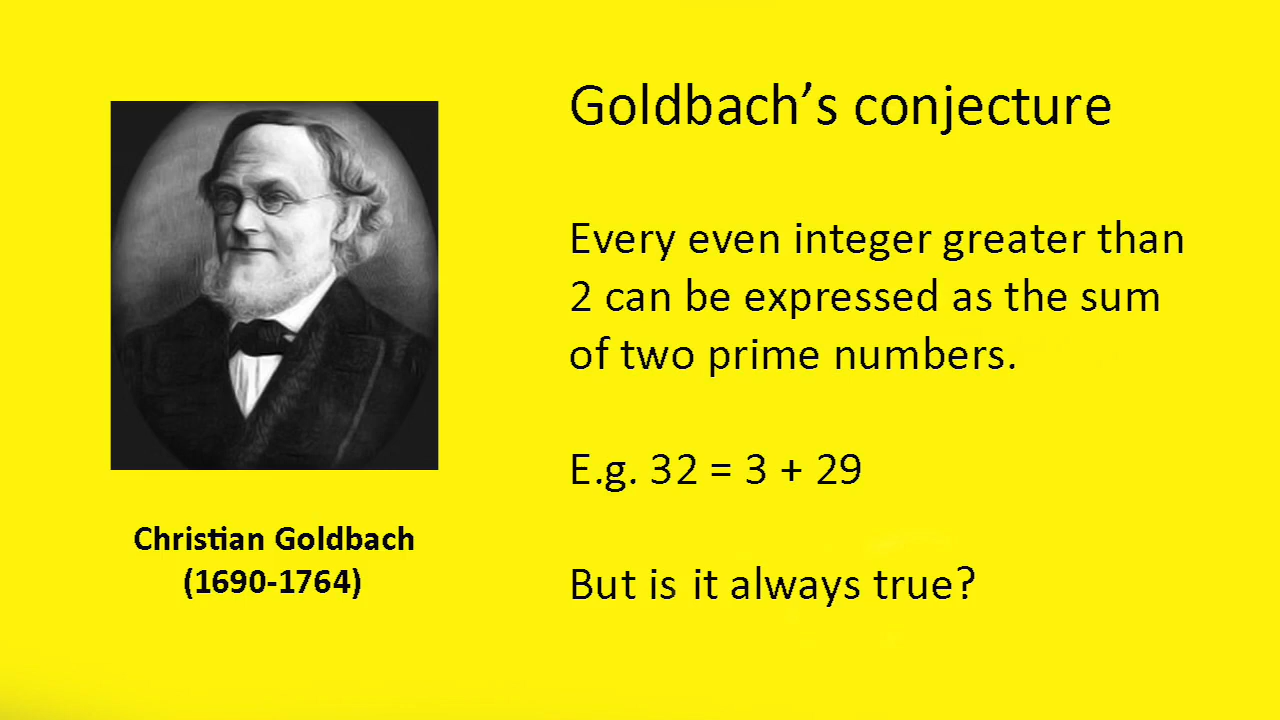 Goldbach’s conjecture
Every even integer greater than
2 can be expressed as the sum
of two prime numbers.
E.g. 32 = 3 + 29
But is it always true?
Christian Goldbach
(1690-1764)